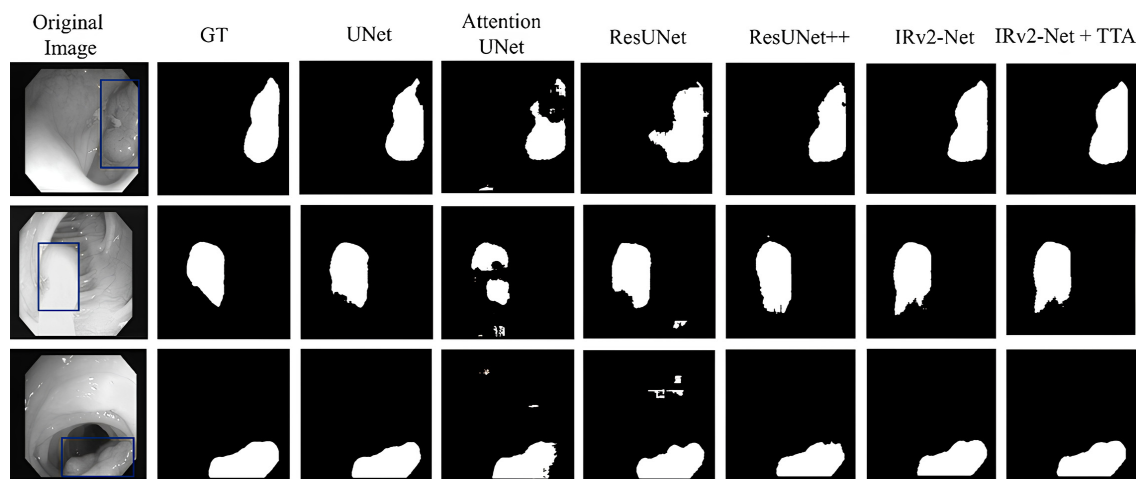 Original
Image
GT
UNet
Attention
UNet
ResUNet
ResUNet++
IRv2-Net
IRv2-Net + TTA